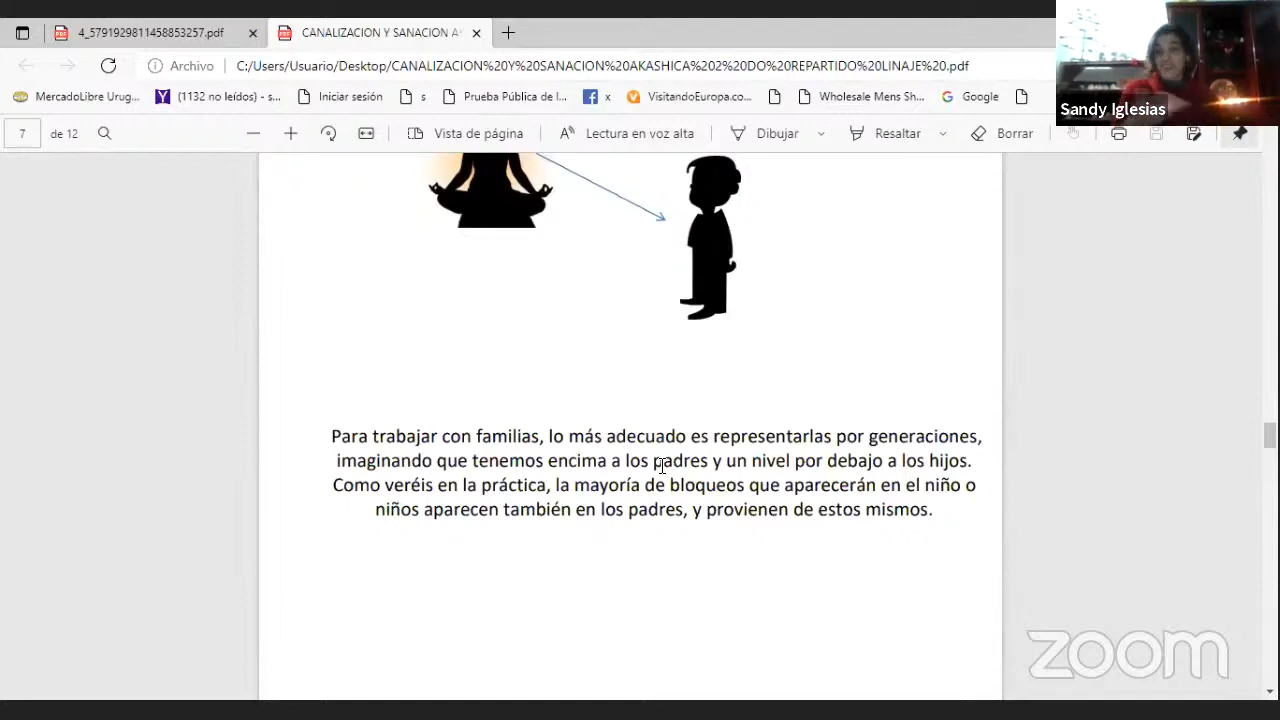 4_5791929811458853257.pdf
CANALIZACION Y SANACION A
Archivo
C:/Users/Usuario/Desktop/CANALIZACION%20Y%20SANACION%20AKASHICA%202%20DO%20REPARTIDO%20LINAJE%20.pdf
MercadoLibre Urug...
(1132 no leídos) - s...
Iniciar sesión
s
Prueba Pública de l...
x
VisitandoEuropa.co...
Wholesale Mens Sh...
Google
Sandy Iglesias
7 de 12
Vista de página
Lectura en voz alta
Dibujar
Resaltar
Borrar
Para trabajar con familias, lo más adecuado es representarlas por generaciones,
imaginando que tenemos encima a los padres y un nivel por debajo a los hijos.
Como veréis en la práctica, la mayoría de bloqueos que aparecerán en el niño o
niños aparecen también en los padres, y provienen de estos mismos.
zoom